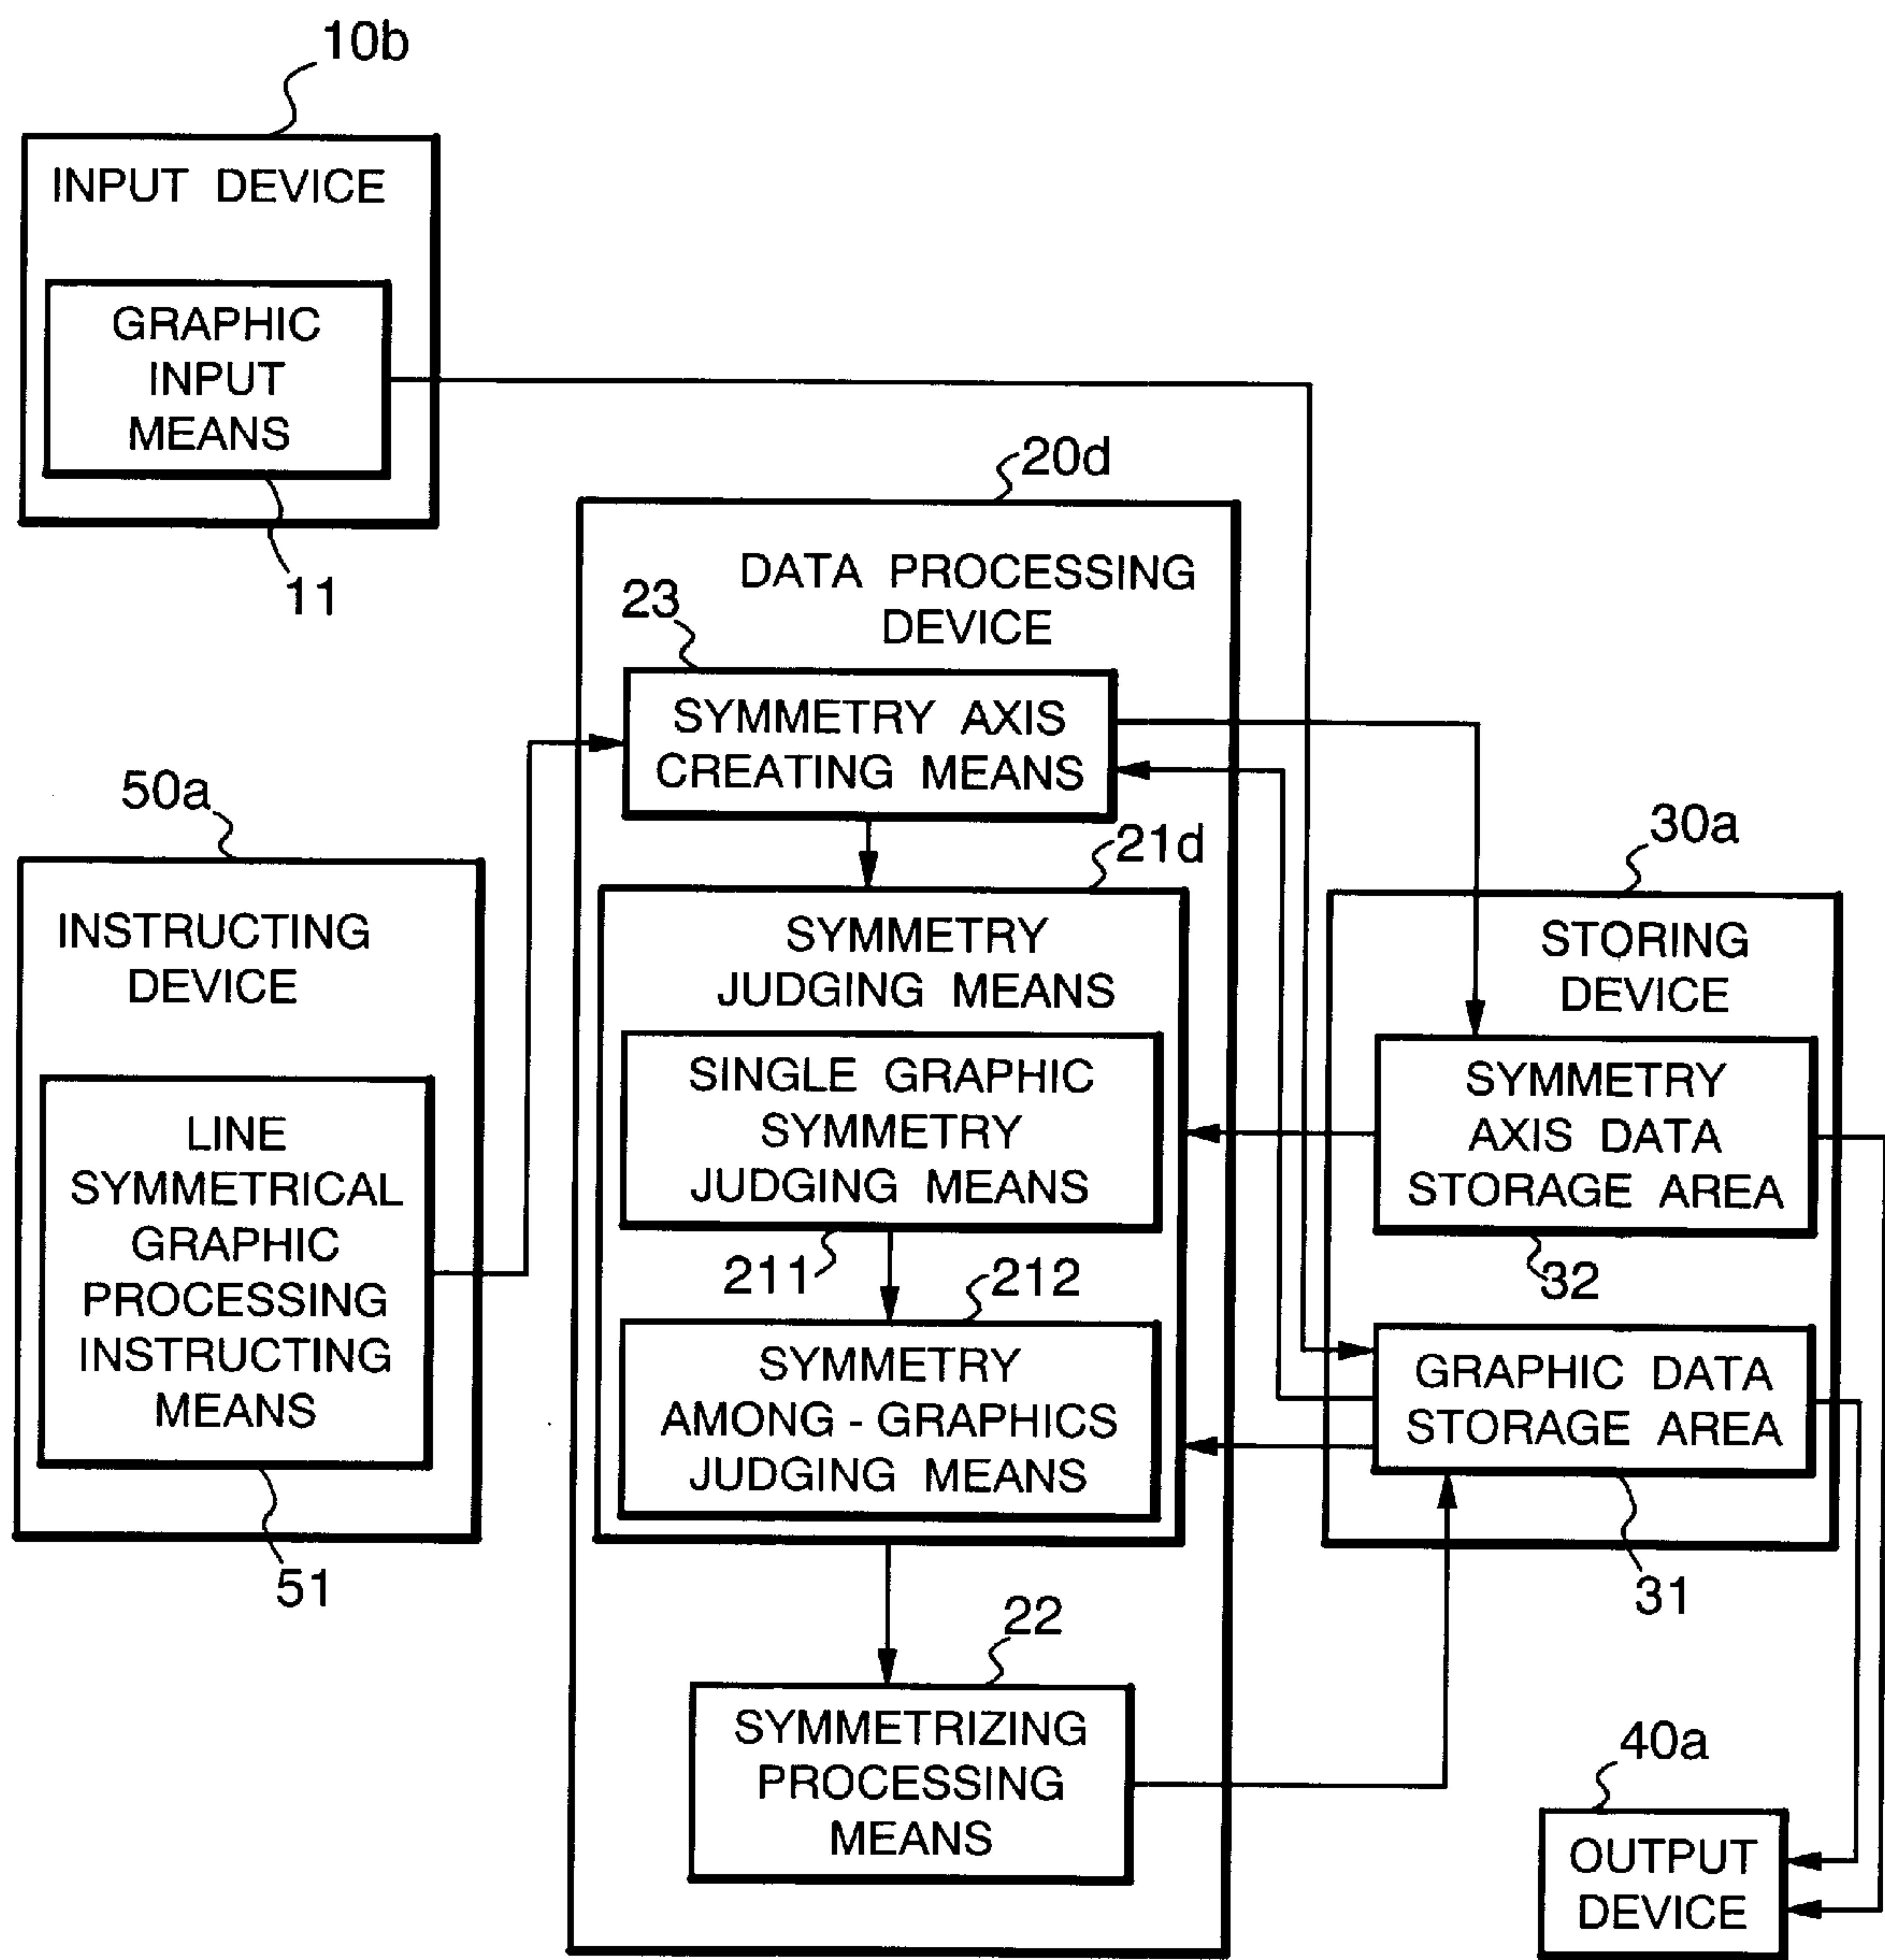 10b
INPUT DEVICE
GRAPHIC
INPUT
MEANS
11
20d
DATA PROCESSING
DEVICE
23
SYMMETRY AXIS
CREATING MEANS
50a
INSTRUCTING
DEVICE
LINE
SYMMETRICAL
GRAPHIC
PROCESSING
INSTRUCTING
MEANS
51
21d
SYMMETRY
JUDGING MEANS
SINGLE GRAPHIC
SYMMETRY
JUDGING MEANS
211
212
SYMMETRY
AMONG - GRAPHICS
JUDGING MEANS
22
SYMMETRIZING
PROCESSING
MEANS
30a
STORING
DEVICE
SYMMETRY
AXIS DATA
STORAGE AREA
32
GRAPHIC DATA
STORAGE AREA
31
40a
OUTPUT
DEVICE